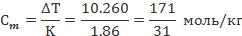 Cₘ = ΔT/K = 10.260/1.86 = 171/31 моль/кг